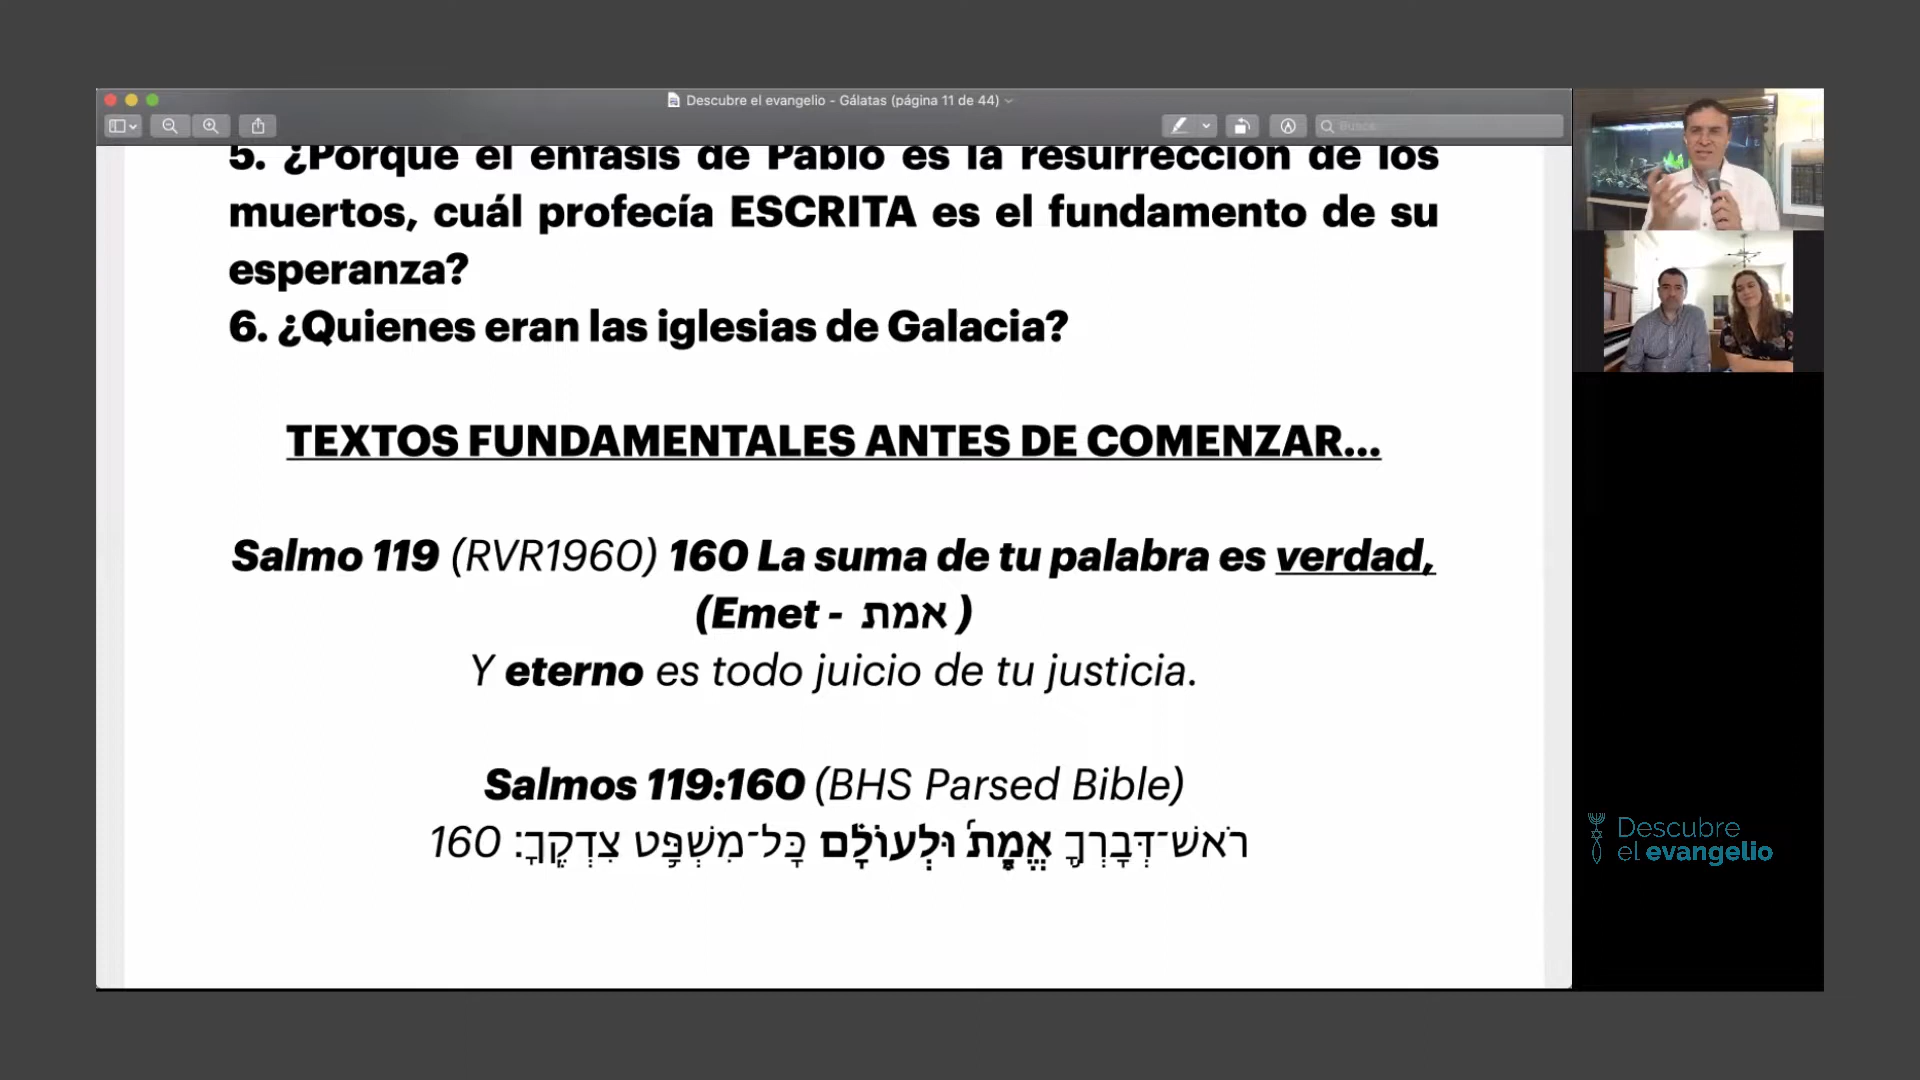 Descubre el evangelio - Gálatas (página 11 de 44)
Busca
5. ¿Porque el énfasis de Pablo es la resurrección de los
muertos, cuál profecía ESCRITA es el fundamento de su
esperanza?
6. ¿Quienes eran las iglesias de Galacia?
TEXTOS FUNDAMENTALES ANTES DE COMENZAR...
Salmo 119 (RVR1960) 160 La suma de tu palabra es verdad,
(Emet - אמת )
Y eterno es todo juicio de tu justicia.
Salmos 119:160 (BHS Parsed Bible)
160 רֹאשׁ־דְּבָרְךָ֥ אֱמֶ֑ת וּ֝לְעוֹלָ֗ם כָּל־מִשְׁפַּ֥ט צִדְקֶֽךָ׃
Descubre
el evangelio